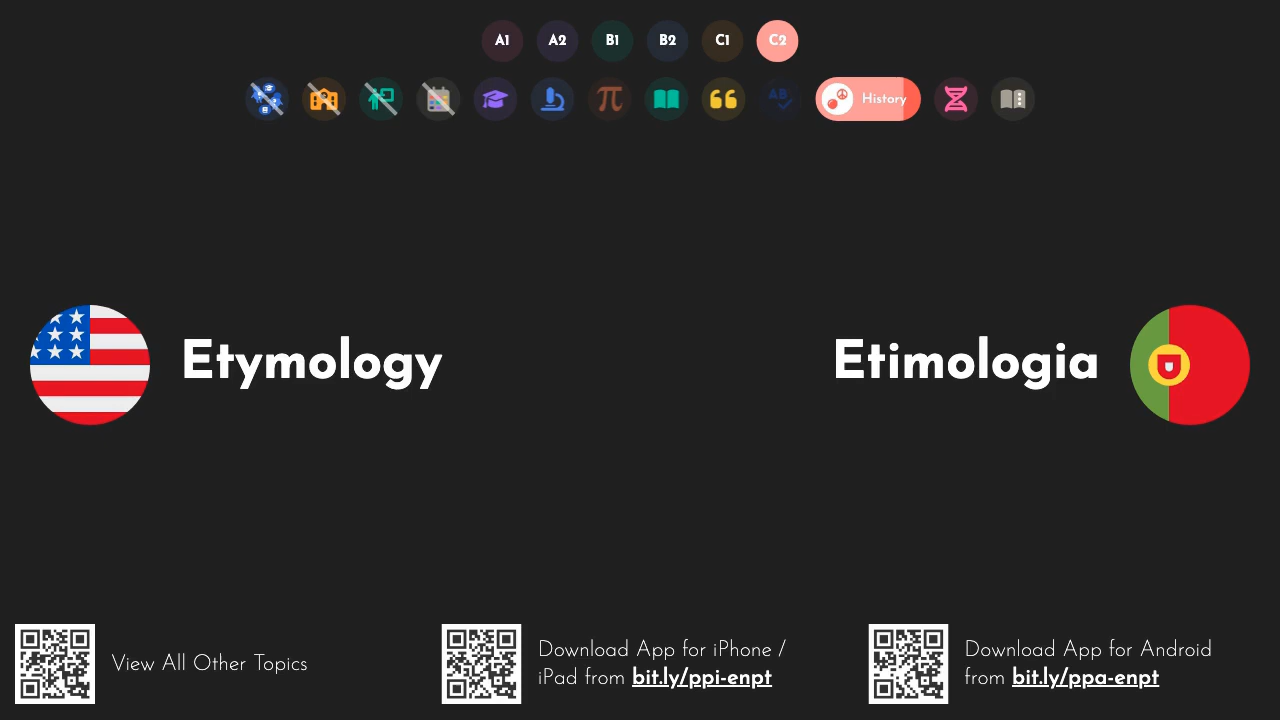 A1 A2 B1 B2 C1 C2
History
Etymology
Etimologia
View All Other Topics
Download App for iPhone /
iPad from bit.ly/ppi-enpt
Download App for Android
from bit.ly/ppa-enpt